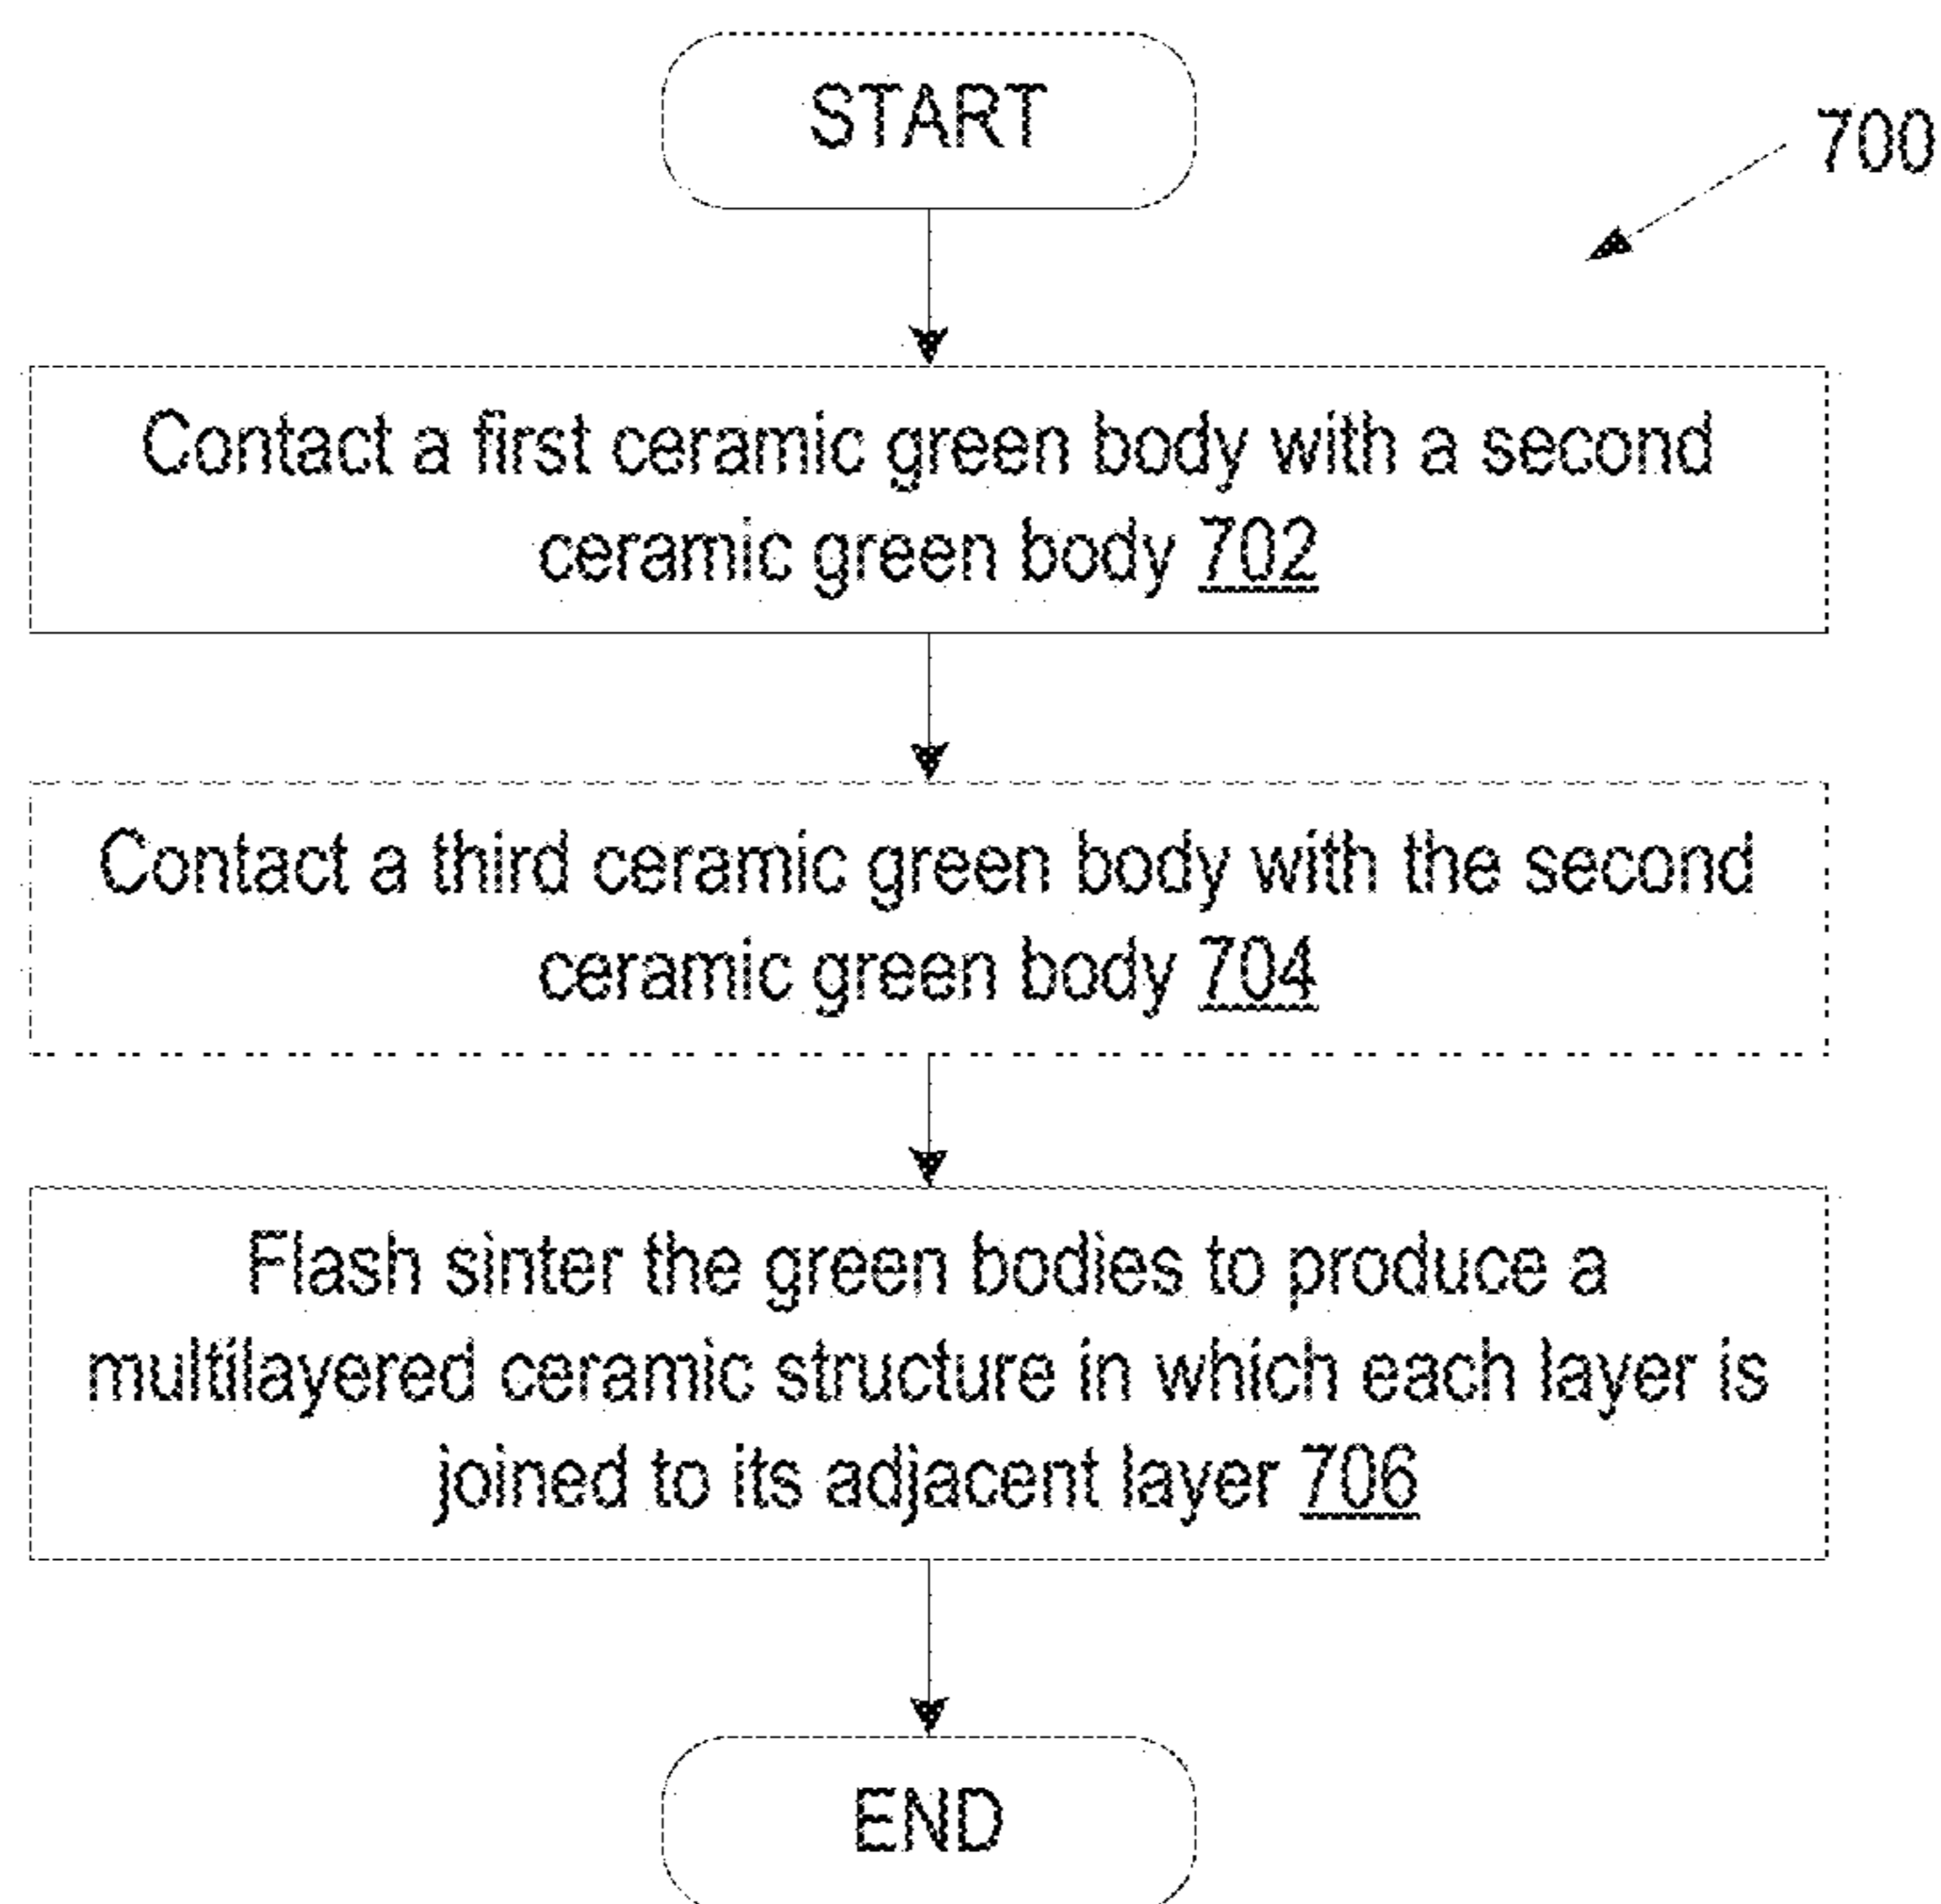 START
700
Contact a first ceramic green body with a second
ceramic green body 702
Contact a third ceramic green body with the second
ceramic green body 704
Flash sinter the green bodies to produce a
multilayered ceramic structure in which each layer is
joined to its adjacent layer 706
END